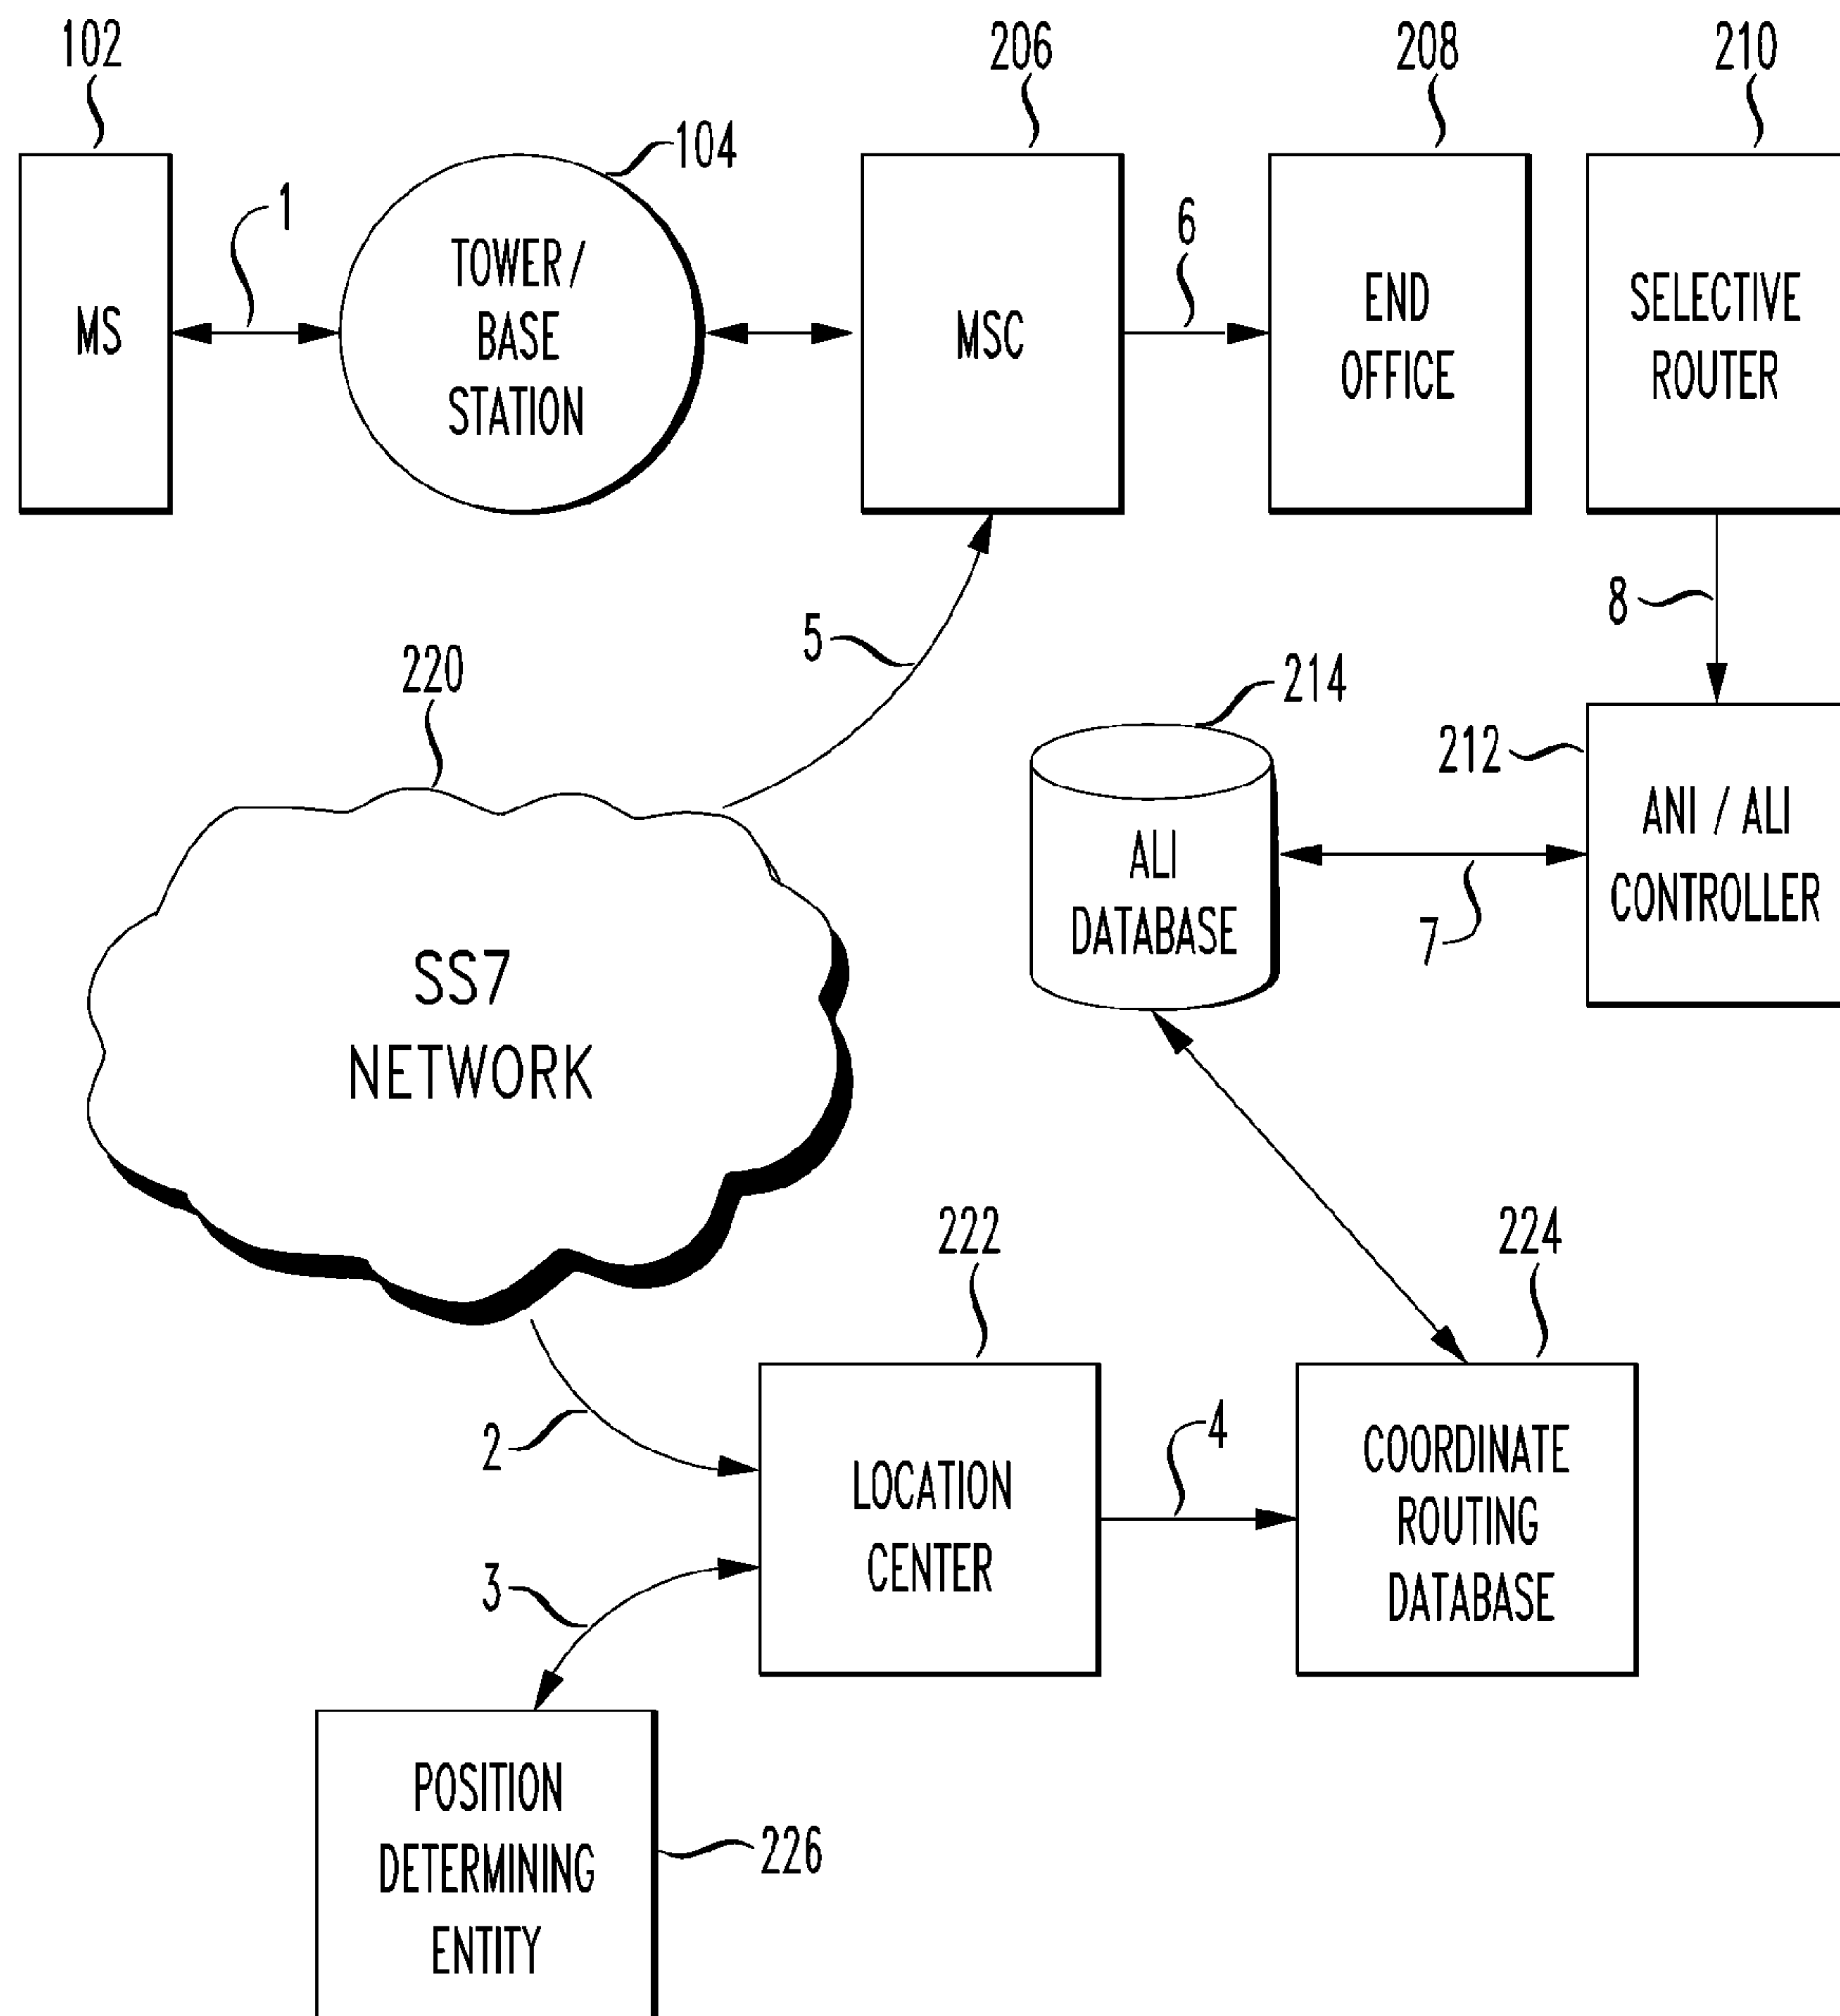 102
206
208
210
104
1
6
MS
TOWER/
BASE
STATION
MSC
END
OFFICE
SELECTIVE
ROUTER
8
5
220
214
212
ANI / ALI
CONTROLLER
ALI
DATABASE
7
SS7
NETWORK
222
224
2
4
LOCATION
CENTER
COORDINATE
ROUTING
DATABASE
3
POSITION
DETERMINING
ENTITY
226